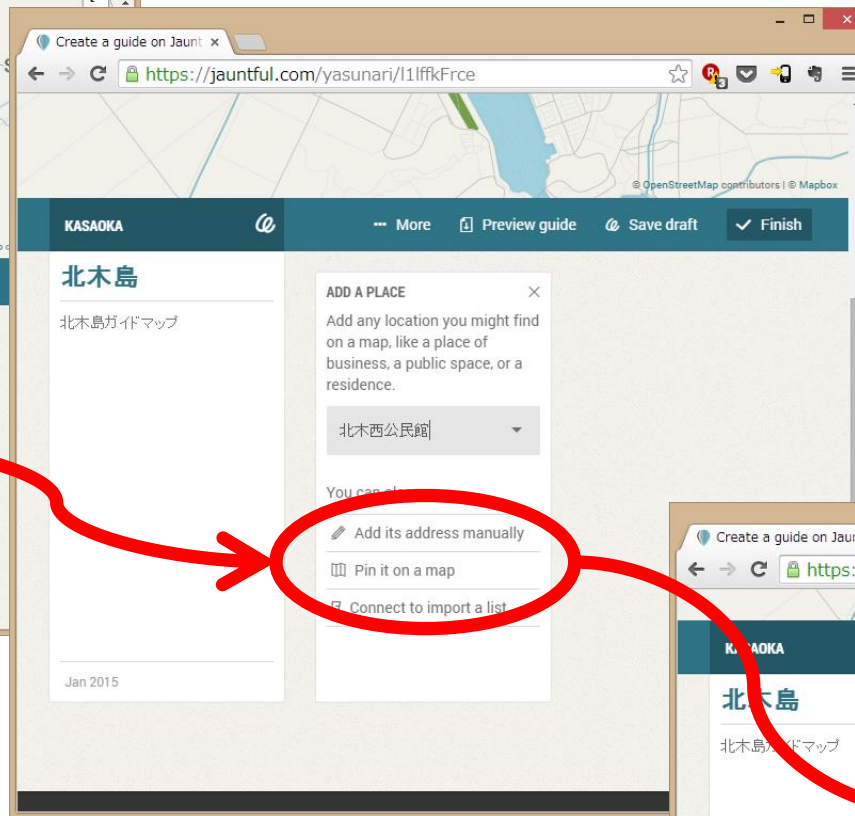 Create a guide on Jaunt
https://jauntful.com/yasunari/l1lffkFrce
© OpenStreetMap contributors | © Mapbox
KASAOKA
More
Preview guide
Save draft
Finish
北木島
北木島ガイドマップ
ADD A PLACE
Add any location you might find
on a map, like a place of
business, a public space, or a
residence.
北木西公民館
You can
Add its address manually
Pin it on a map
Connect to import a list
Jan 2015
Create a guide on Jau
https:
KASAOKA
北木島
北木島ガイドマップ